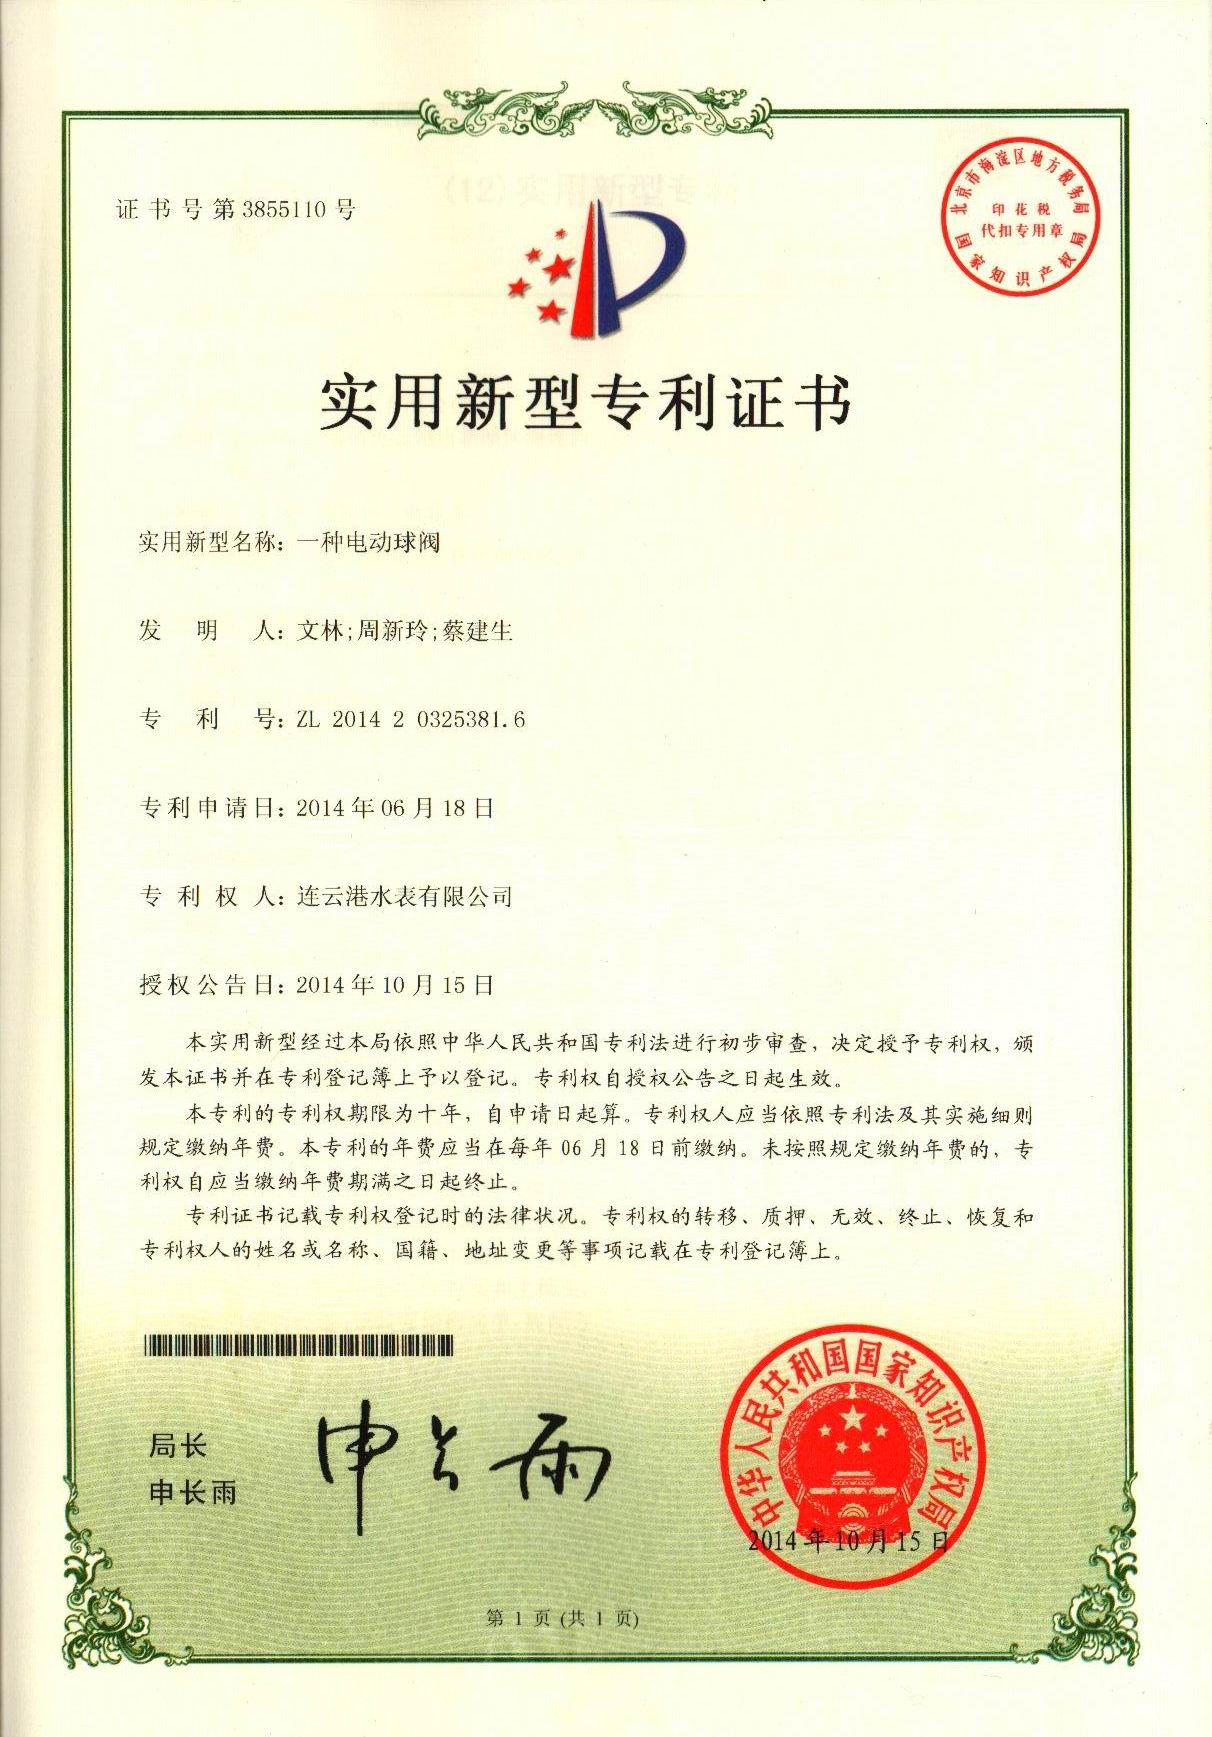 证书号第3855110号
北京市海淀区地方税务局
印花税
代扣专用章
国家知识产权局
实用新型专利证书
实用新型名称：一种电动球阀
发明人：文林;周新玲;蔡建生
专利号：ZL 2014 2 0325381.6
专利申请日：2014年06月18日
专利权人：连云港水表有限公司
授权公告日：2014年10月15日
本实用新型经过本局依照中华人民共和国专利法进行初步审查，决定授予专利权，颁
发本证书并在专利登记簿上予以登记。专利权自授权公告之日起生效。
本专利的专利权期限为十年，自申请日起算。专利权人应当依照专利法及其实施细则
规定缴纳年费。本专利的年费应当在每年06月18日前缴纳。未按照规定缴纳年费的，专
利权自应当缴纳年费期满之日起终止。
专利证书记载专利权登记时的法律状况。专利权的转移、质押、无效、终止、恢复和
专利权人的姓名或名称、国籍、地址变更等事项记载在专利登记簿上。
局长
申长雨
申长雨
中华人民共和国国家知识产权局
2014年10月15日
第1页(共1页)